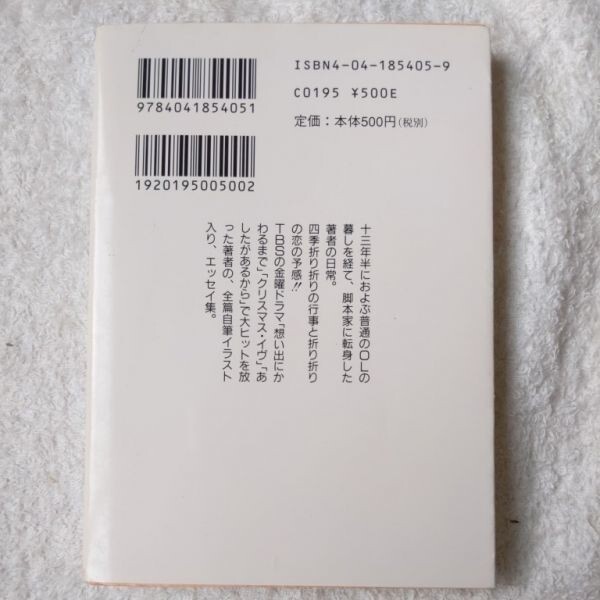 ISBN4-04-185405-9
C0195 ¥500E
定価：本体500円(税別)
9784041854051
1920195005002
十三年半におよぶ普通のOLの
暮しを経て、脚本家に転身した
著者の日常。
四季折り折りの行事と折り折り
の恋の予感!!
TBSの金曜ドラマ「想い出にか
わるまで」「クリスマス・イヴ」「あ
したがあるから」で大ヒットを放
った著者の、全篇自筆イラスト
入り、エッセイ集。